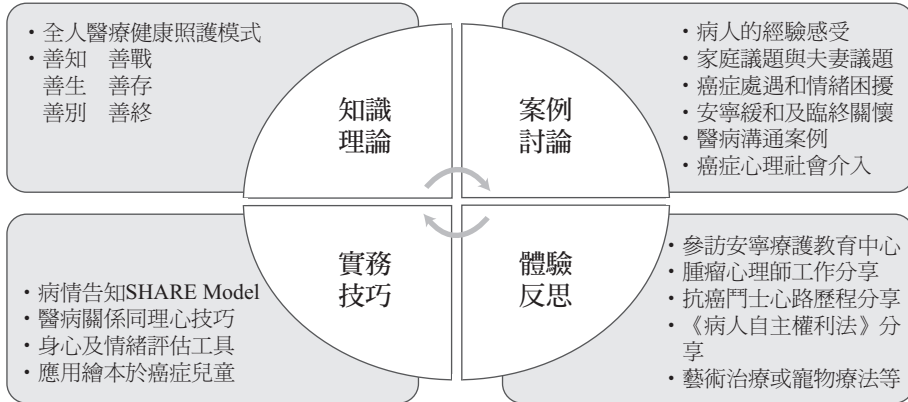 • 全人醫療健康照護模式
• 善知　善戰
善生　善存
善別　善終
知識
理論
• 病人的經驗感受
• 家庭議題與夫妻議題
• 癌症處遇和情緒困擾
• 安寧緩和及臨終關懷
• 醫病溝通案例
• 癌症心理社會介入
案例
討論
• 病情告知SHARE Model
• 醫病關係同理心技巧
• 身心及情緒評估工具
• 應用繪本於癌症兒童
實務
技巧
• 參訪安寧療護教育中心
• 腫瘤心理師工作分享
• 抗癌鬥士心路歷程分享
• 《病人自主權利法》分
享
• 藝術治療或寵物療法等
體驗
反思